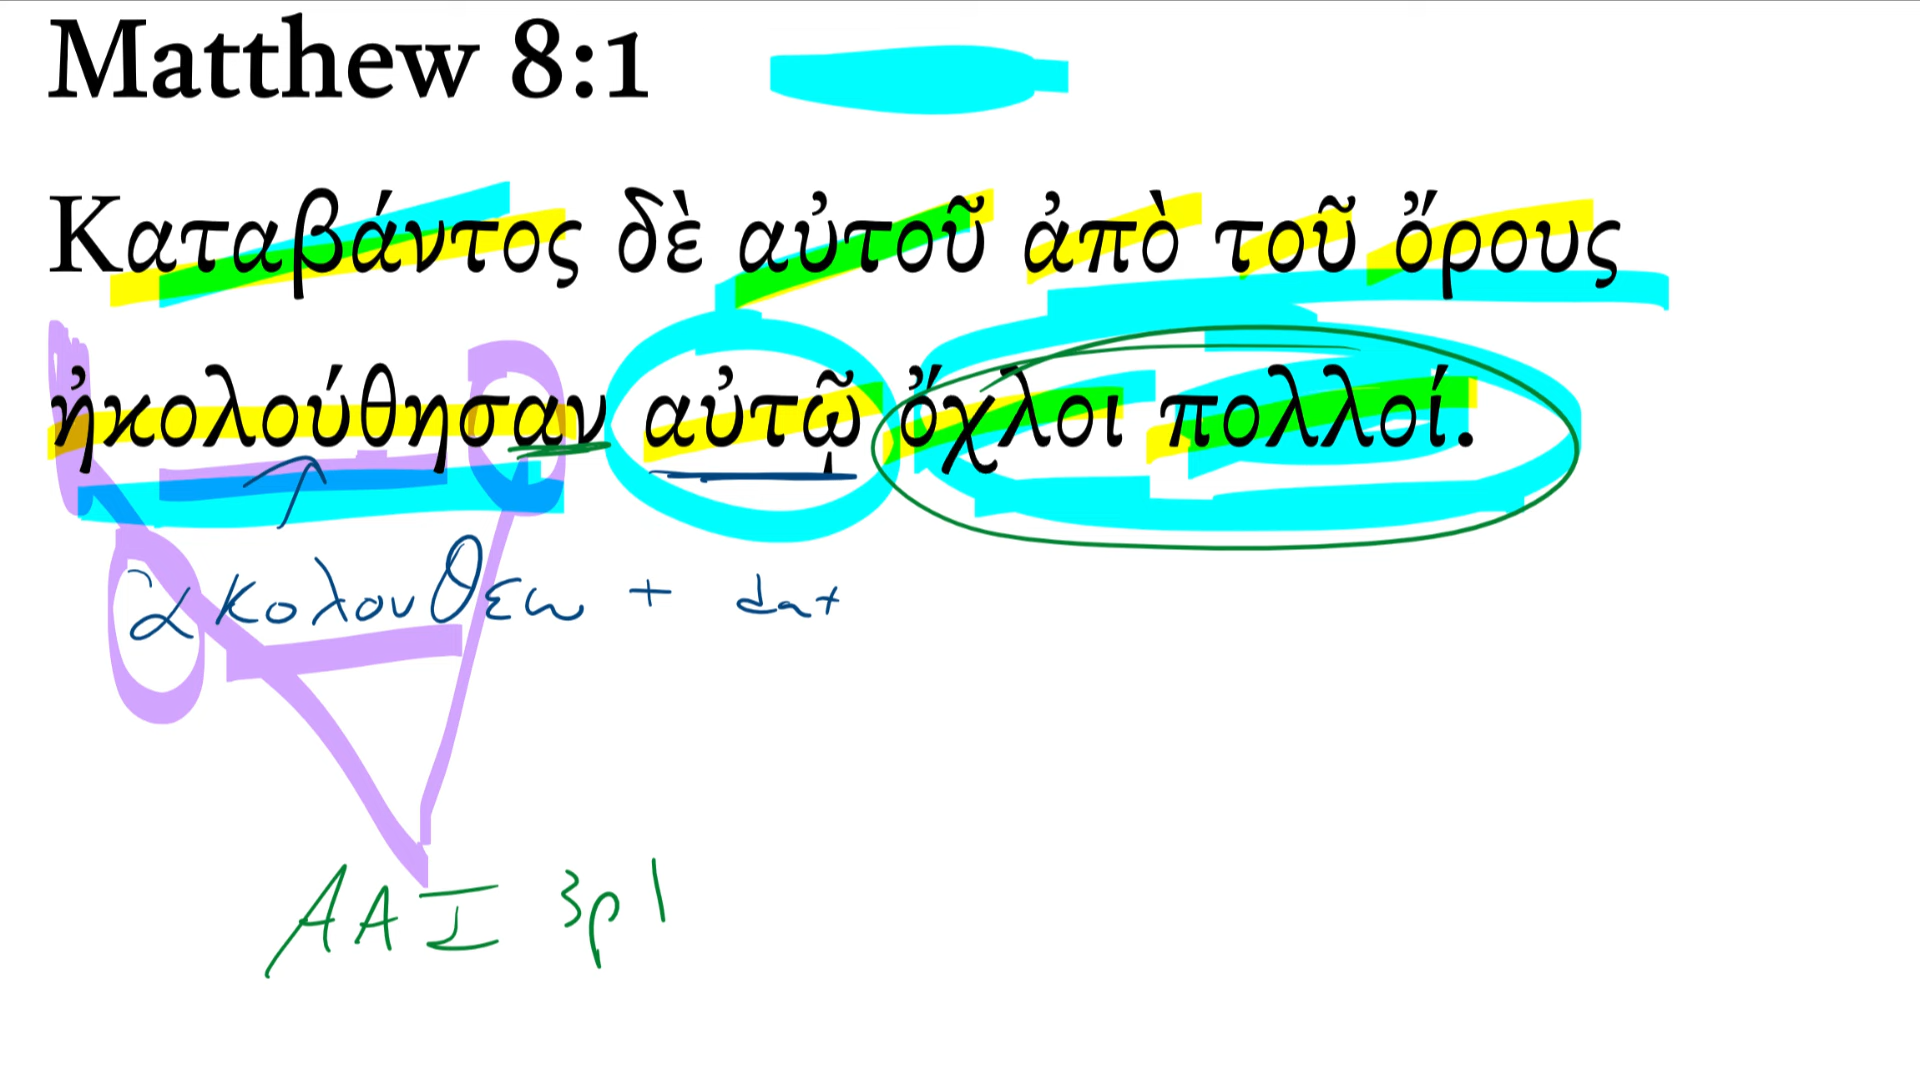 Matthew 8:1
Καταβάντος δὲ αὐτοῦ ἀπὸ τοῦ ὄρους
ἠκολούθησαν αὐτῷ ὄχλοι πολλοί.
ἀκολουθεω + dat
AAI 3pl